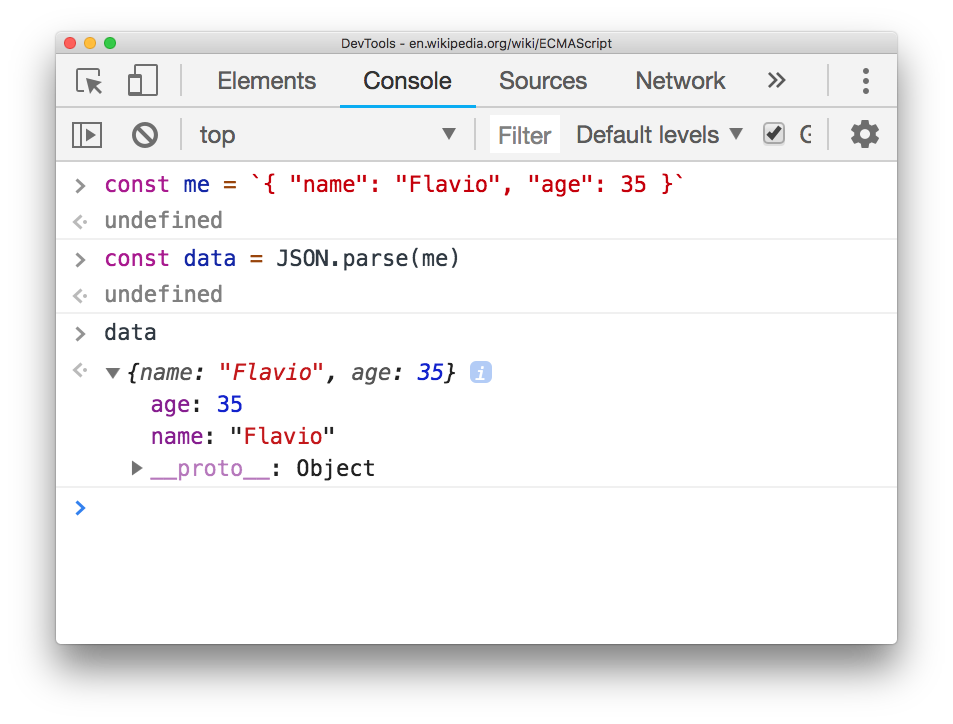 DevTools - en.wikipedia.org/wiki/ECMAScript
Elements Console Sources Network »
top ▼ Filter Default levels ▼
> const me = `{ "name": "Flavio", "age": 35 }`
undefined
> const data = JSON.parse(me)
undefined
> data
▼ {name: "Flavio", age: 35} i
age: 35
name: "Flavio"
▶ __proto__: Object
>